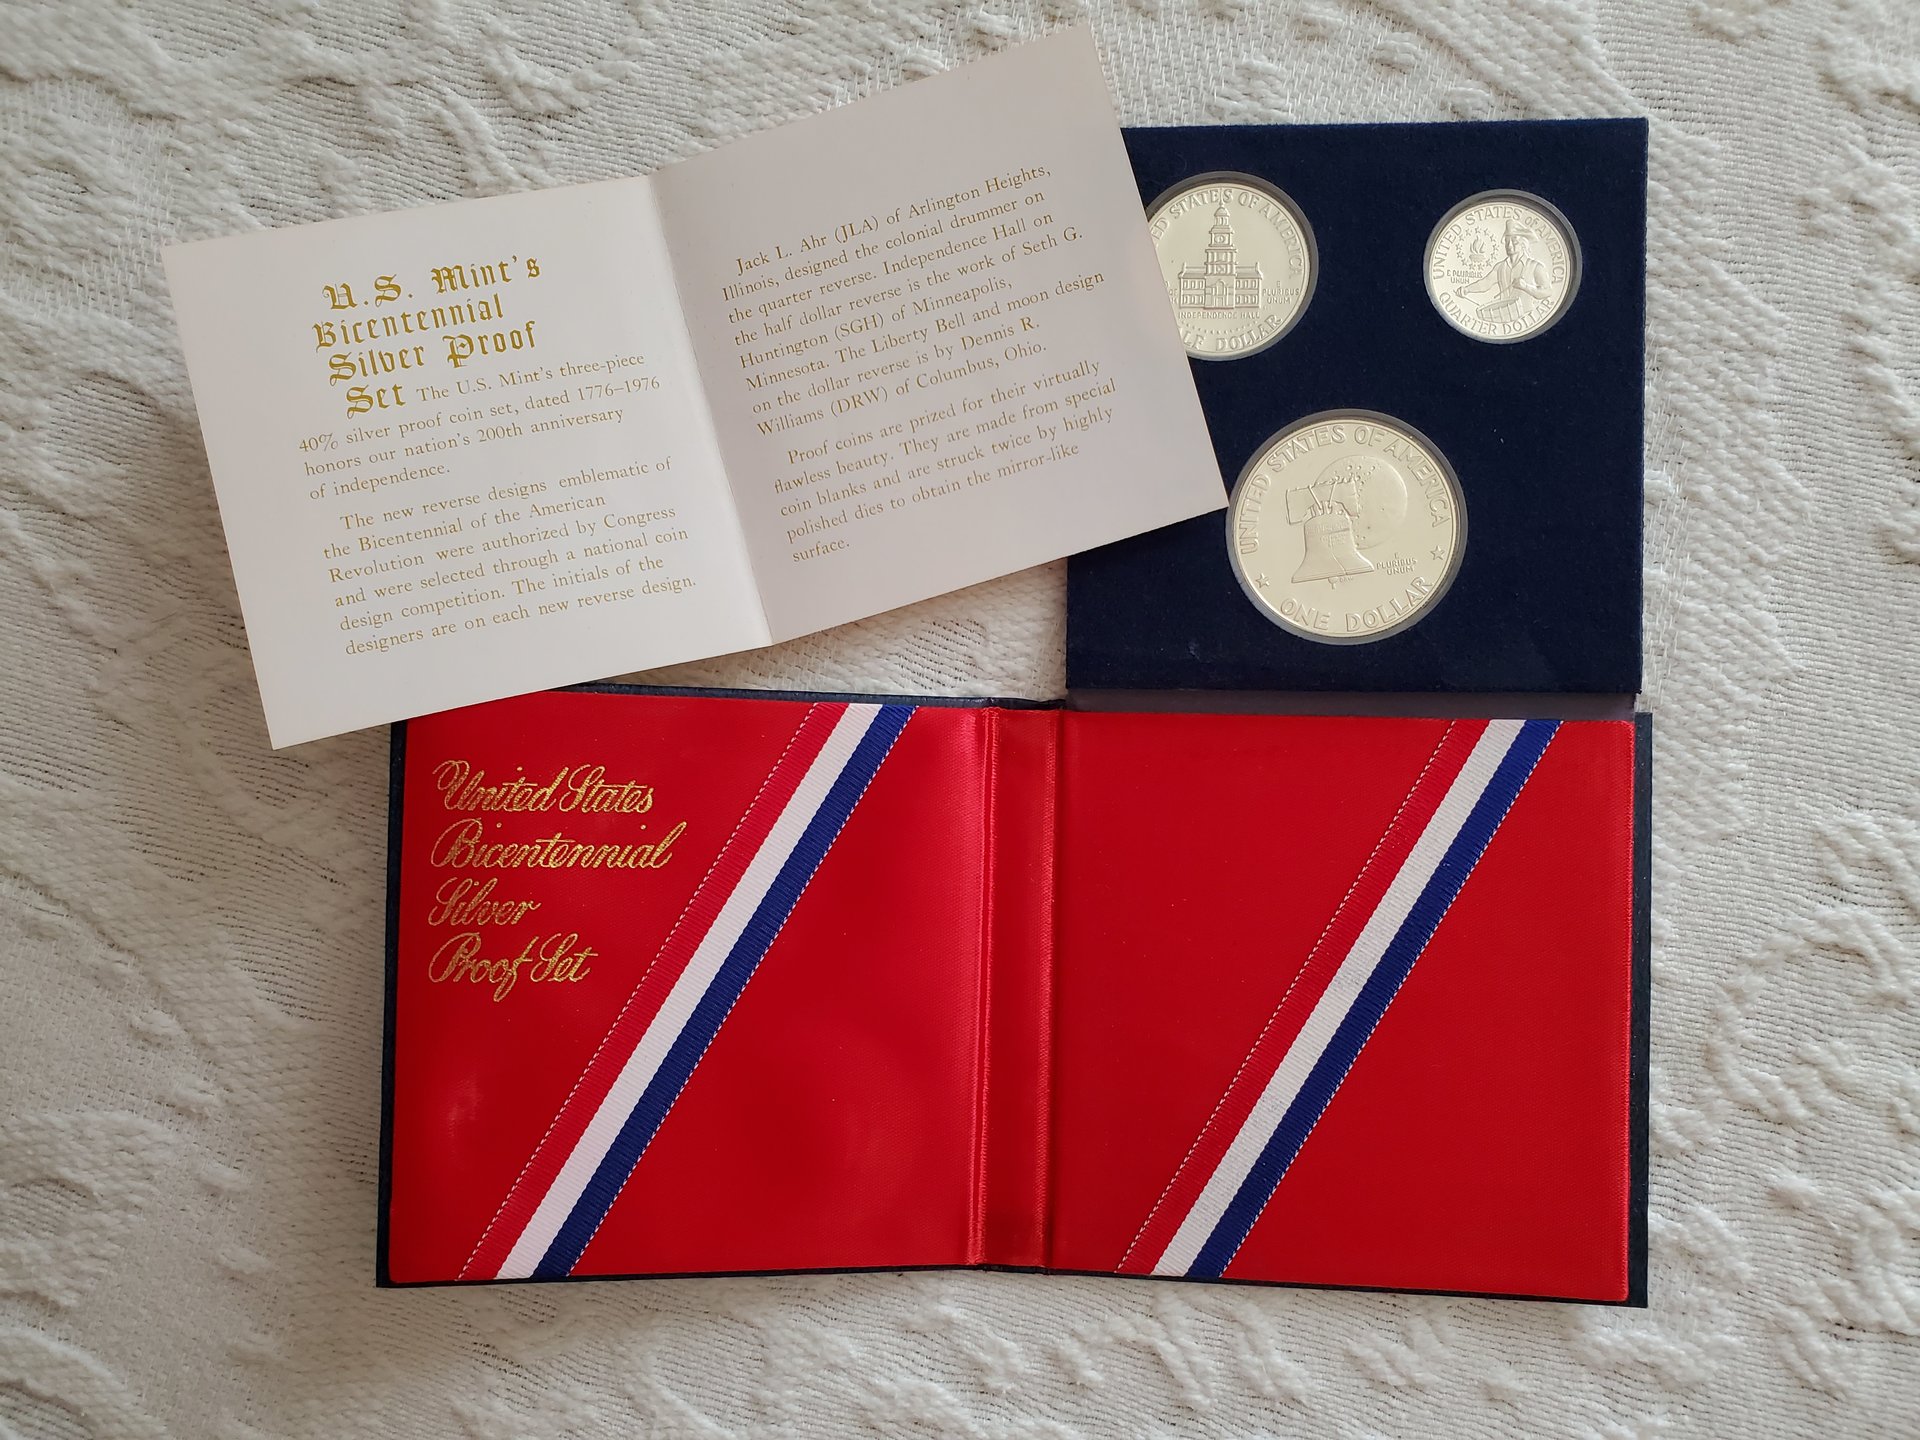 U.S. Mint's
Bicentennial
Silver Proof
Set The U.S. Mint's three-piece
40% silver proof coin set, dated 1776–1976
honors our nation's 200th anniversary
of independence.
The new reverse designs emblematic of
the Bicentennial of the American
Revolution were authorized by Congress
and were selected through a national coin
design competition. The initials of the
designers are on each new reverse design.
Jack L. Ahr (JLA) of Arlington Heights,
Illinois, designed the colonial drummer on
the quarter reverse. Independence Hall on
the half dollar reverse is the work of Seth G.
Huntington (SGH) of Minneapolis,
Minnesota. The Liberty Bell and moon design
on the dollar reverse is by Dennis R.
Williams (DRW) of Columbus, Ohio.
Proof coins are prized for their virtually
flawless beauty. They are made from special
coin blanks and are struck twice by highly
polished dies to obtain the mirror-like
surface.
STATES OF AMERICA
E
PLURIBUS
UNUM
INDEPENDENCE HALL
DOLLAR
UNITED STATES OF AMERICA
E PLURIBUS
UNUM
QUARTER DOLLAR
UNITED STATES OF AMERICA
E
PLURIBUS
UNUM
DRW
ONE DOLLAR
United States
Bicentennial
Silver
Proof Set